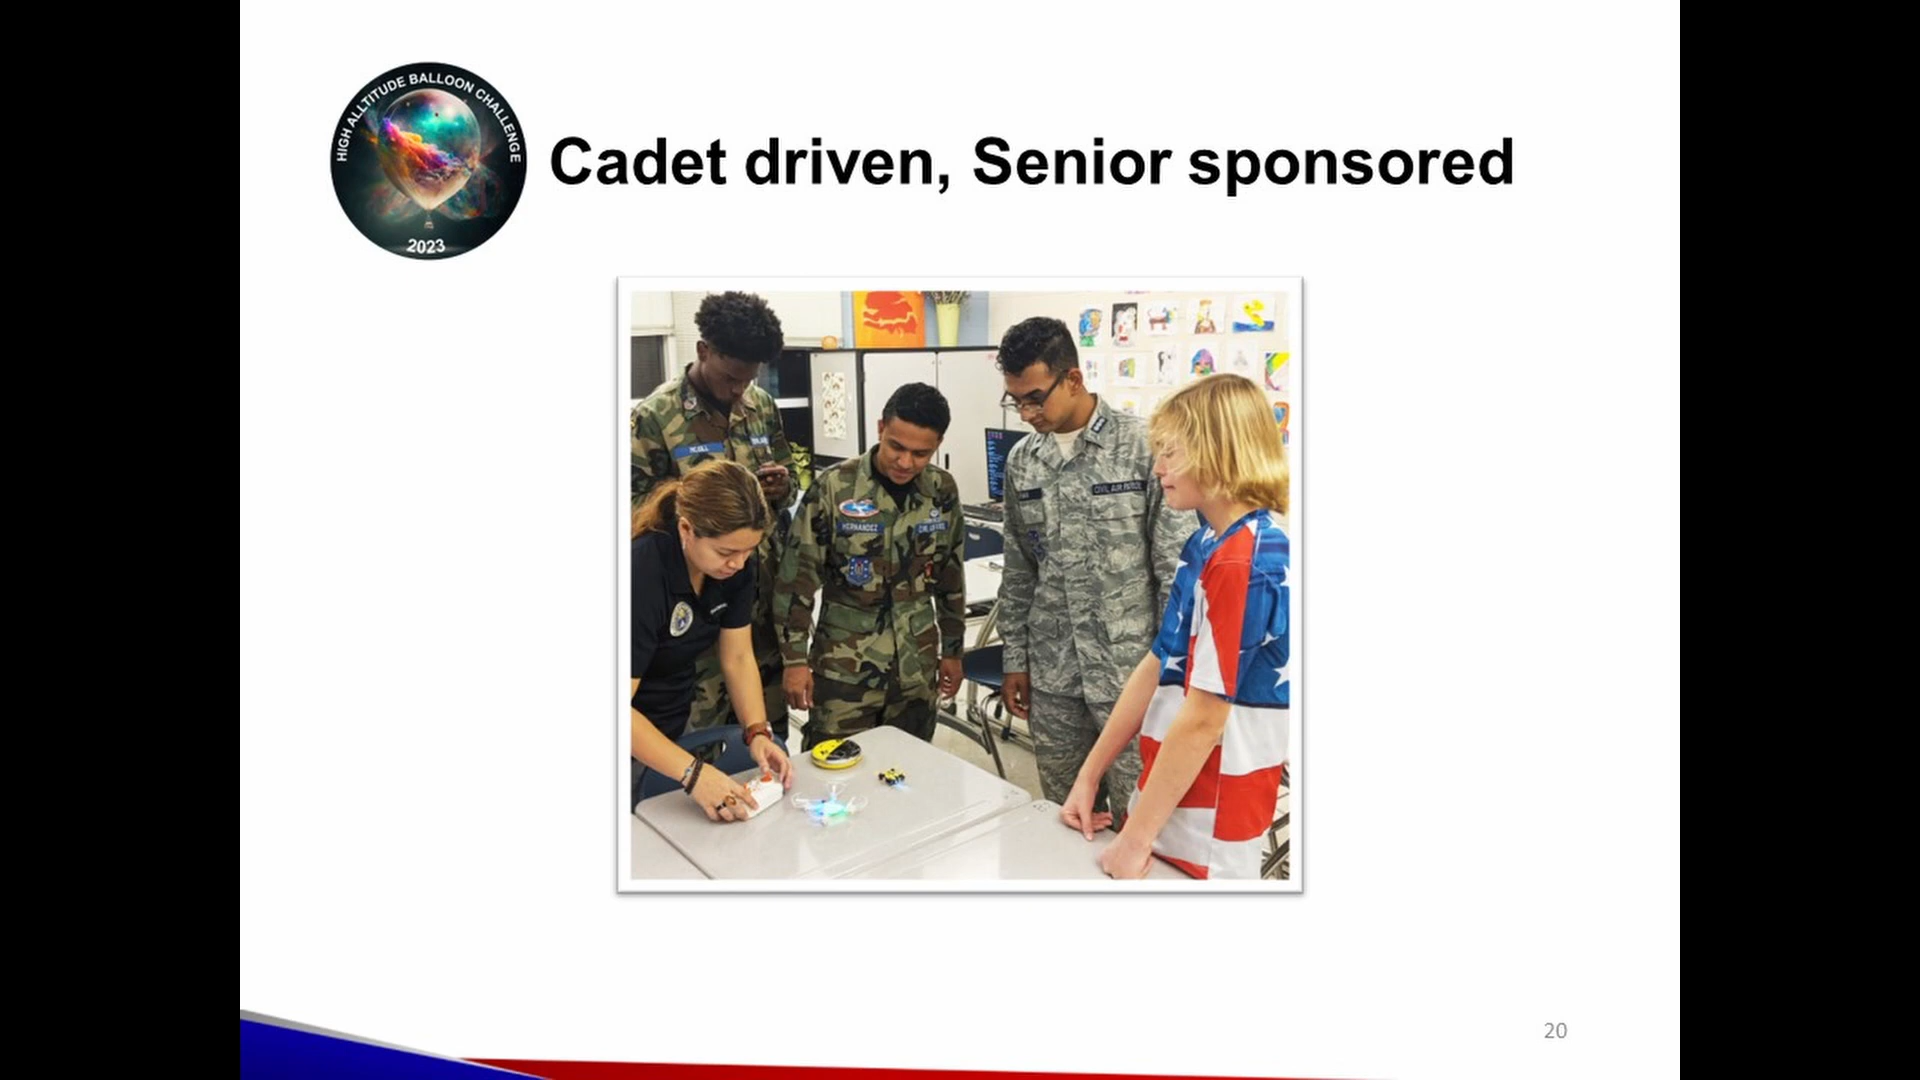 HIGH ALLTITUDE BALLOON CHALLENGE
2023
Cadet driven, Senior sponsored
HERNANDEZ
CIVIL AIR PATROL
20